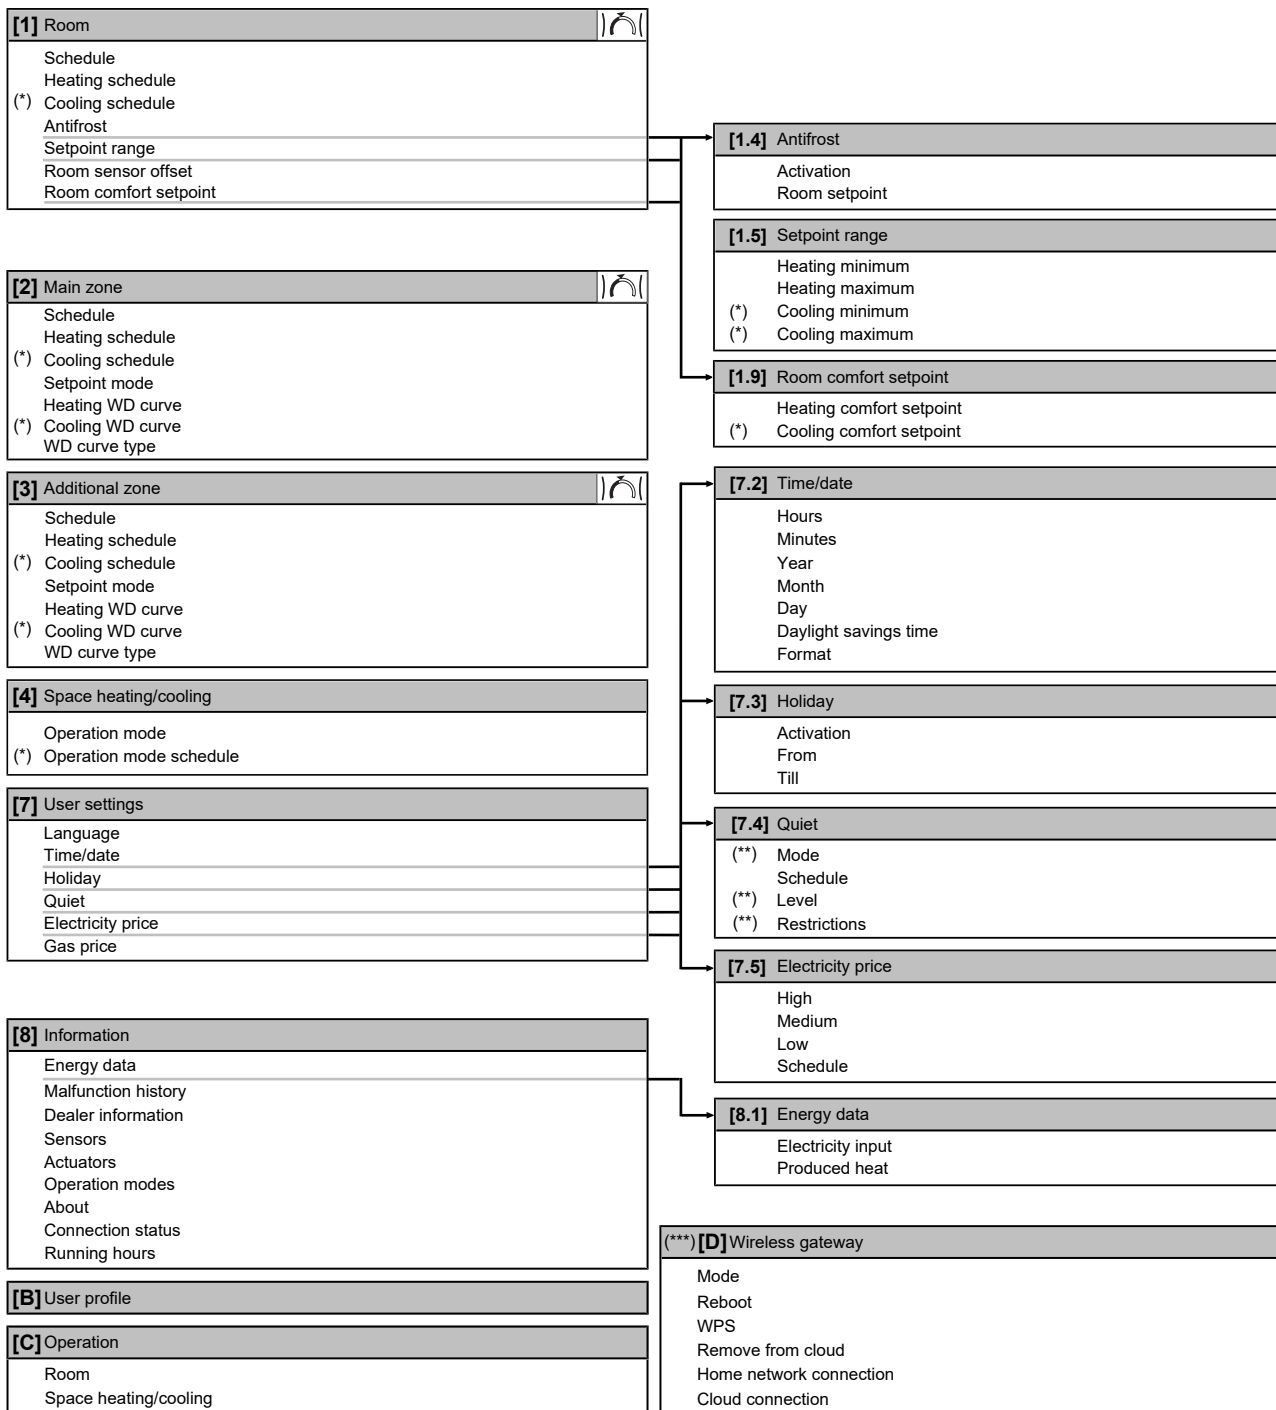 [1] Room
Schedule
Heating schedule
(*) Cooling schedule
Antifrost
Setpoint range
Room sensor offset
Room comfort setpoint
[2] Main zone
Schedule
Heating schedule
(*) Cooling schedule
Setpoint mode
Heating WD curve
(*) Cooling WD curve
WD curve type
[3] Additional zone
Schedule
Heating schedule
(*) Cooling schedule
Setpoint mode
Heating WD curve
(*) Cooling WD curve
WD curve type
[4] Space heating/cooling
Operation mode
(*) Operation mode schedule
[7] User settings
Language
Time/date
Holiday
Quiet
Electricity price
Gas price
[8] Information
Energy data
Malfunction history
Dealer information
Sensors
Actuators
Operation modes
About
Connection status
Running hours
[B] User profile
[C] Operation
Room
Space heating/cooling
[1.4] Antifrost
Activation
Room setpoint
[1.5] Setpoint range
Heating minimum
Heating maximum
(*) Cooling minimum
(*) Cooling maximum
[1.9] Room comfort setpoint
Heating comfort setpoint
(*) Cooling comfort setpoint
[7.2] Time/date
Hours
Minutes
Year
Month
Day
Daylight savings time
Format
[7.3] Holiday
Activation
From
Till
[7.4] Quiet
(**) Mode
Schedule
(**) Level
(**) Restrictions
[7.5] Electricity price
High
Medium
Low
Schedule
[8.1] Energy data
Electricity input
Produced heat
(***) [D] Wireless gateway
Mode
Reboot
WPS
Remove from cloud
Home network connection
Cloud connection